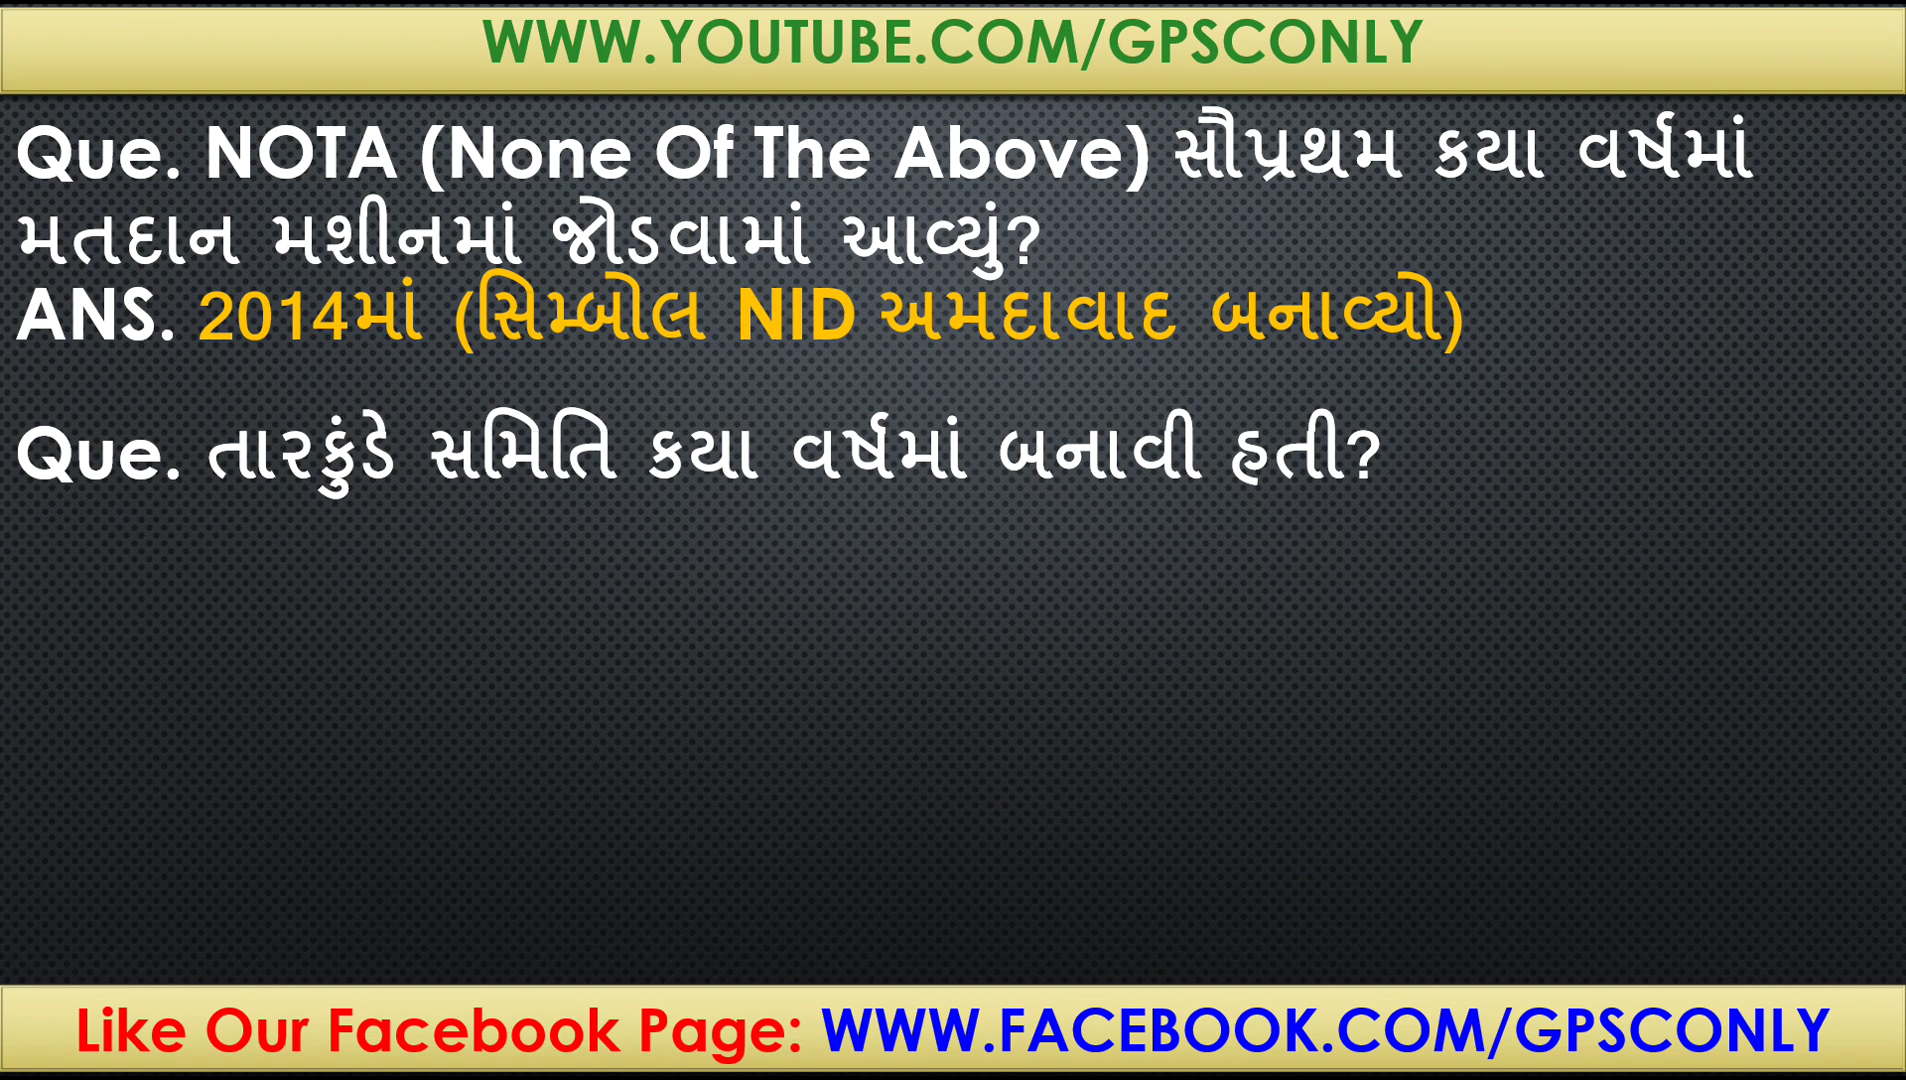 WWW.YOUTUBE.COM/GPSCONLY
Que. NOTA (None Of The Above) સૌપ્રથમ કયા વર્ષમાં
મતદાન મશીનમાં જોડવામાં આવ્યું?
ANS. 2014માં (સિમ્બોલ NID અમદાવાદ બનાવ્યો)
Que. તારકુંડે સમિતિ કયા વર્ષમાં બનાવી હતી?
Like Our Facebook Page: WWW.FACEBOOK.COM/GPSCONLY